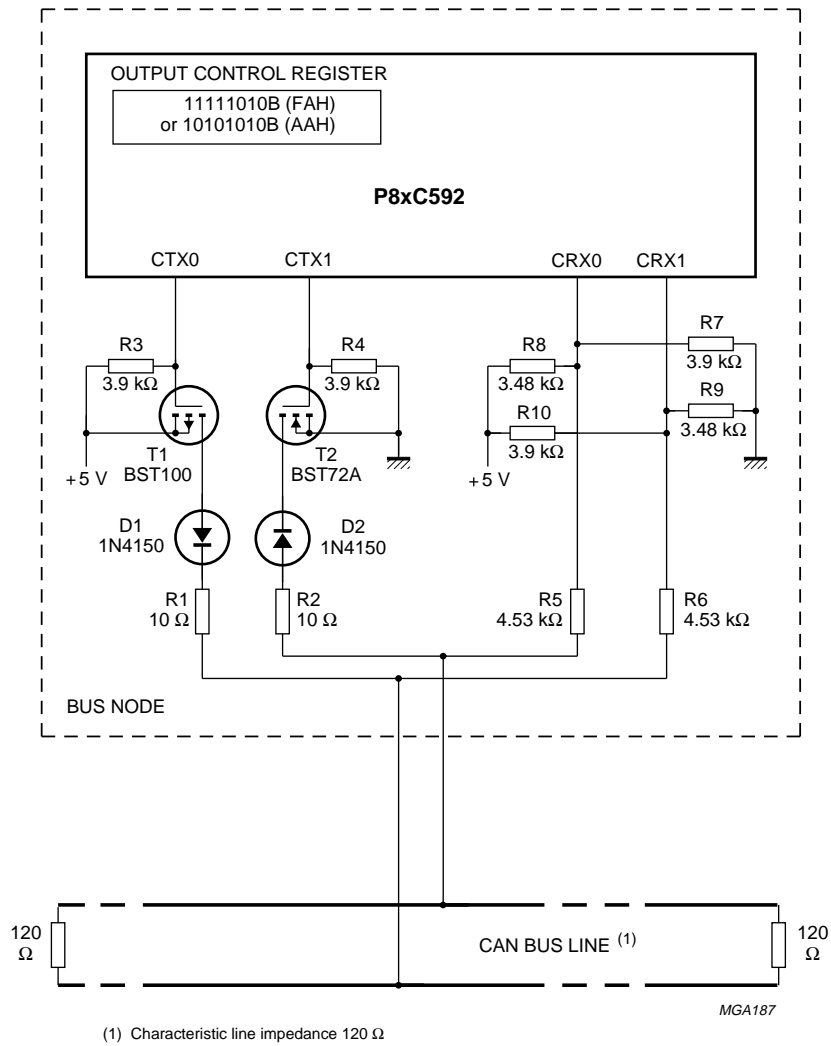 OUTPUT CONTROL REGISTER
11111010B (FAH)
or 10101010B (AAH)
P8xC592
CTX0
CTX1
CRX0
CRX1
R3
3.9 kΩ
R4
3.9 kΩ
R8
3.48 kΩ
R10
3.9 kΩ
R7
3.9 kΩ
R9
3.48 kΩ
+5 V
T1
BST100
T2
BST72A
+5 V
D1
1N4150
D2
1N4150
R1
10 Ω
R2
10 Ω
R5
4.53 kΩ
R6
4.53 kΩ
BUS NODE
120
Ω
CAN BUS LINE (1)
120
Ω
MGA187
(1) Characteristic line impedance 120 Ω